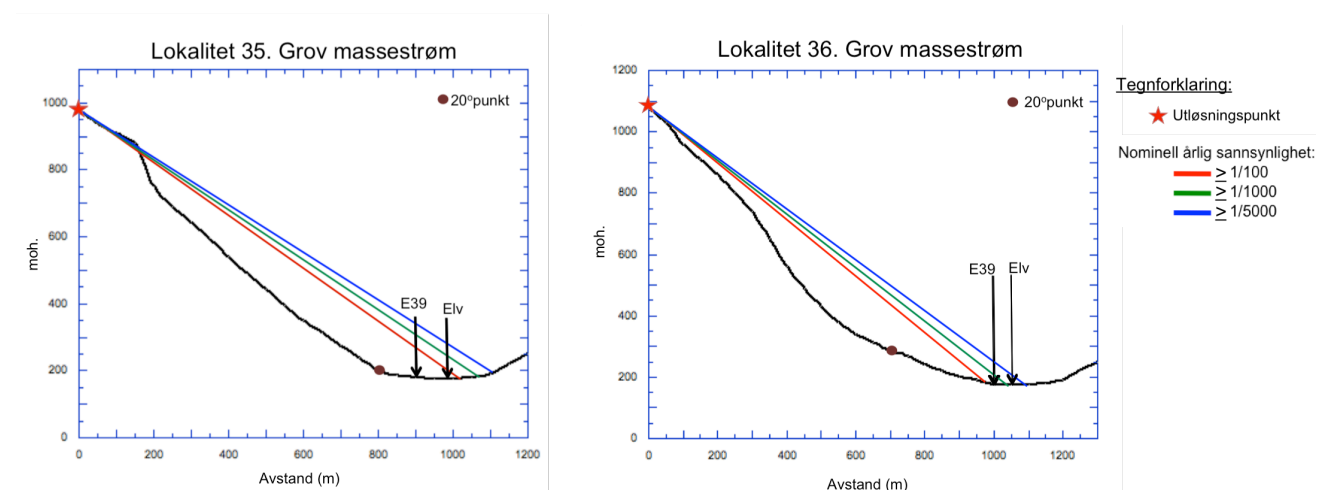 Lokalitet 35. Grov massestrøm
20°punkt
1000
800
600
400
200
0
moh.
E39
Elv
0 200 400 600 800 1000 1200
Avstand (m)
Lokalitet 36. Grov massestrøm
20°punkt
1200
1000
800
600
400
200
0
moh.
E39
Elv
0 200 400 600 800 1000 1200
Avstand (m)
Tegnforklaring:
Utløsningspunkt
Nominell årlig sannsynlighet:
≥ 1/100
≥ 1/1000
≥ 1/5000